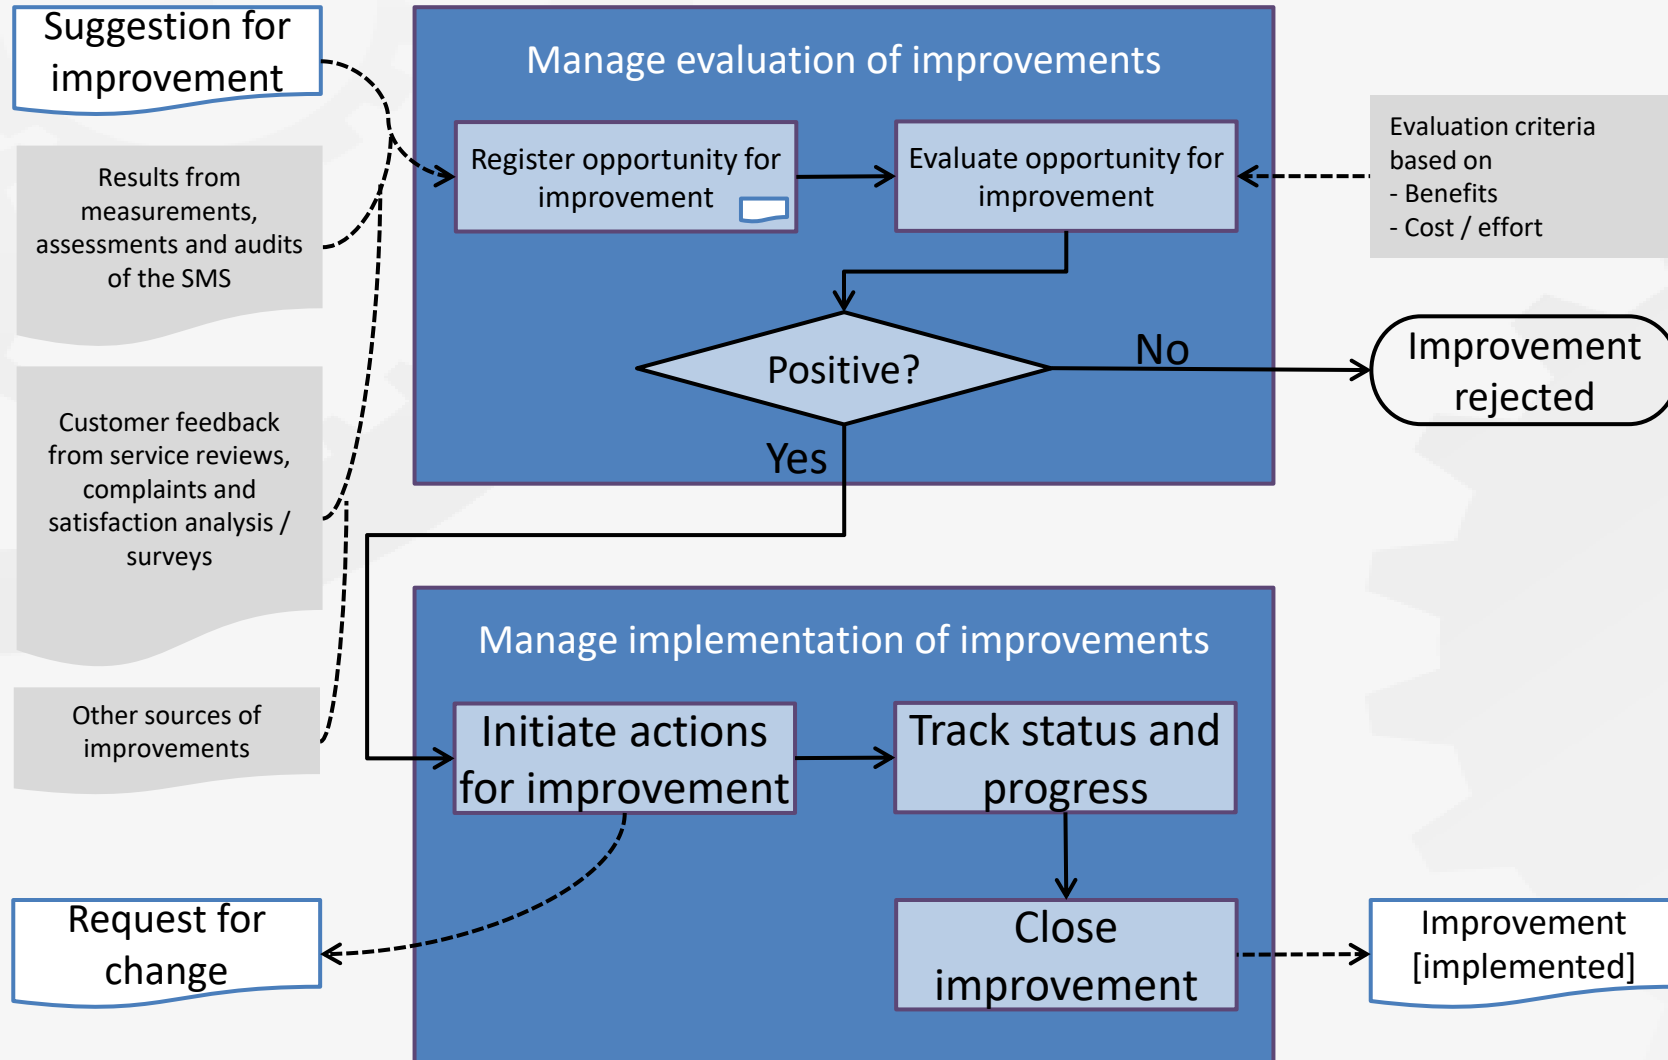 Suggestion for
improvement
Results from
measurements,
assessments and audits
of the SMS
Customer feedback
from service reviews,
complaints and
satisfaction analysis /
surveys
Other sources of
improvements
Request for
change
Manage evaluation of improvements
Register opportunity for
improvement
Evaluate opportunity for
improvement
Positive?
No
Yes
Evaluation criteria
based on
- Benefits
- Cost / effort
Improvement
rejected
Manage implementation of improvements
Initiate actions
for improvement
Track status and
progress
Close
improvement
Improvement
[implemented]